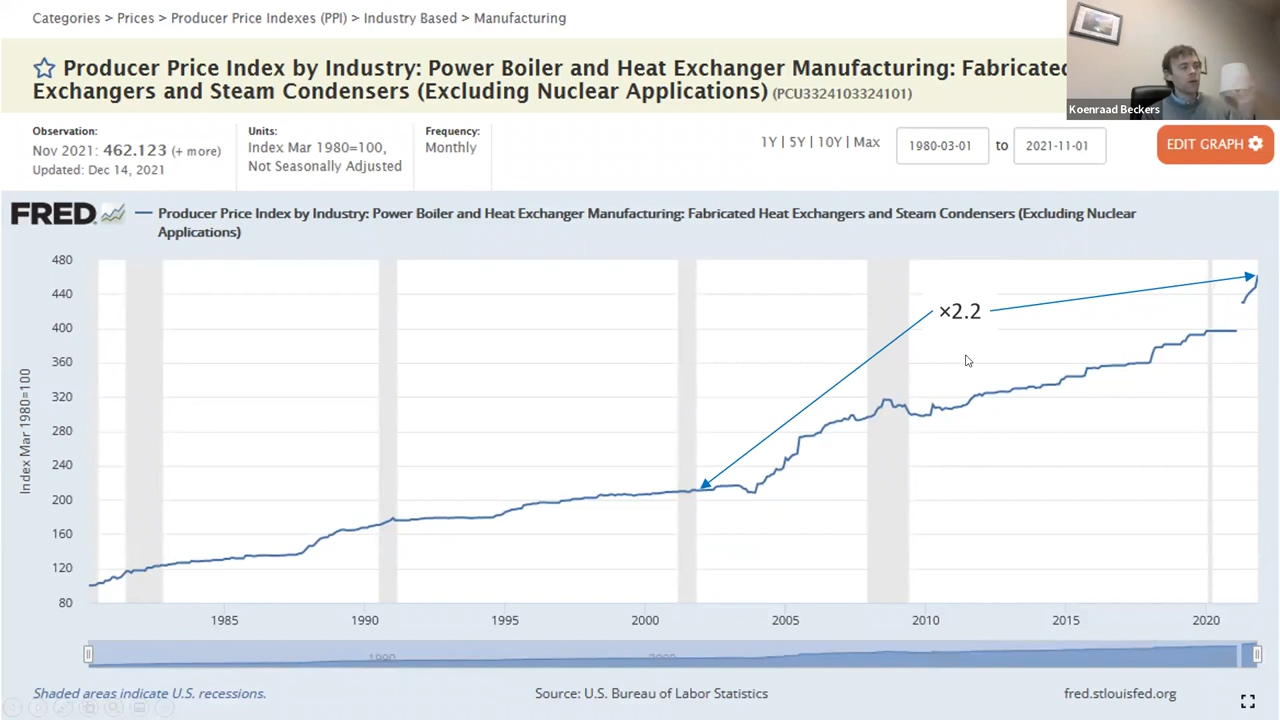 Categories > Prices > Producer Price Indexes (PPI) > Industry Based > Manufacturing
Producer Price Index by Industry: Power Boiler and Heat Exchanger Manufacturing: Fabricated
Exchangers and Steam Condensers (Excluding Nuclear Applications) (PCU3324103324101)
Koenraad Beckers
Observation:
Nov 2021: 462.123 (+ more)
Updated: Dec 14, 2021
Units:
Index Mar 1980=100,
Not Seasonally Adjusted
Frequency:
Monthly
1Y | 5Y | 10Y | Max
1980-03-01 to 2021-11-01
EDIT GRAPH
FRED
Producer Price Index by Industry: Power Boiler and Heat Exchanger Manufacturing: Fabricated Heat Exchangers and Steam Condensers (Excluding Nuclear
Applications)
480
440
400
360
320
280
240
200
160
120
80
Index Mar 1980=100
×2.2
1985 1990 1995 2000 2005 2010 2015 2020
1990 2000
Shaded areas indicate U.S. recessions.
Source: U.S. Bureau of Labor Statistics
fred.stlouisfed.org